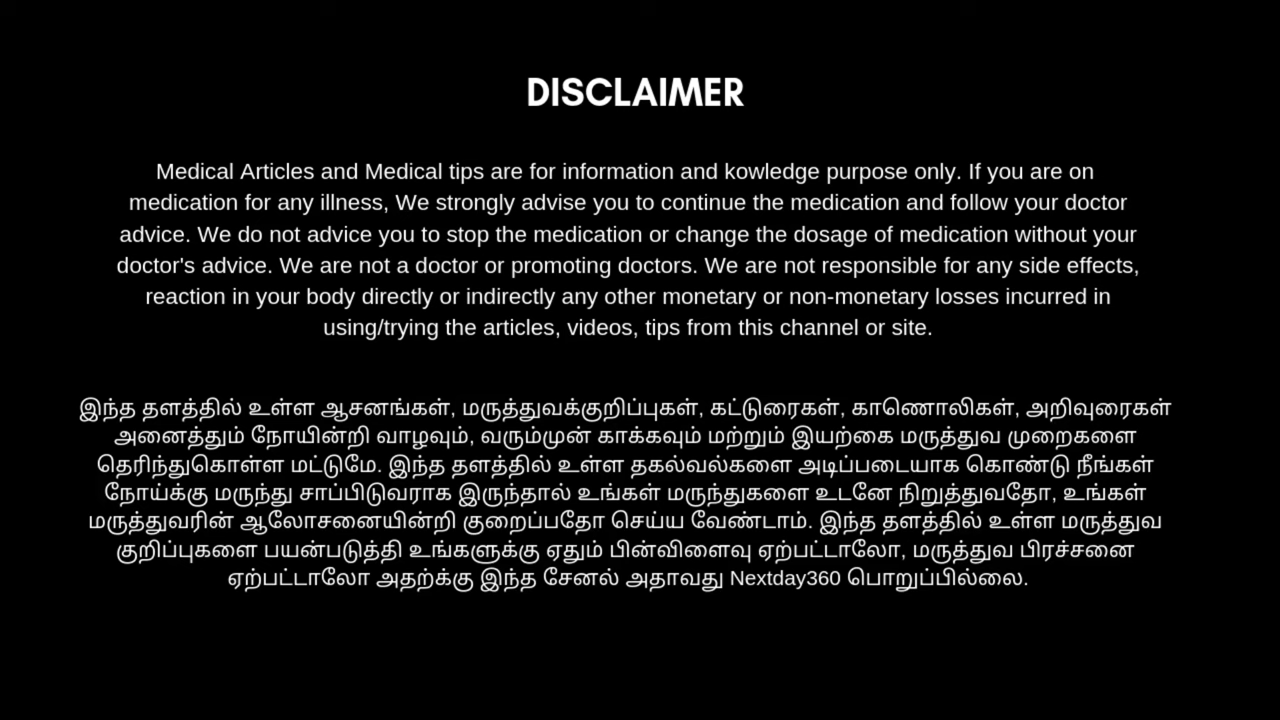 DISCLAIMER
Medical Articles and Medical tips are for information and kowledge purpose only. If you are on
medication for any illness, We strongly advise you to continue the medication and follow your doctor
advice. We do not advice you to stop the medication or change the dosage of medication without your
doctor's advice. We are not a doctor or promoting doctors. We are not responsible for any side effects,
reaction in your body directly or indirectly any other monetary or non-monetary losses incurred in
using/trying the articles, videos, tips from this channel or site.
இந்த தளத்தில் உள்ள ஆசனங்கள், மருத்துவக்குறிப்புகள், கட்டுரைகள், காணொலிகள், அறிவுரைகள்
அனைத்தும் நோயின்றி வாழவும், வரும்முன் காக்கவும் மற்றும் இயற்கை மருத்துவ முறைகளை
தெரிந்துகொள்ள மட்டுமே. இந்த தளத்தில் உள்ள தகல்வல்களை அடிப்படையாக கொண்டு நீங்கள்
நோய்க்கு மருந்து சாப்பிடுவராக இருந்தால் உங்கள் மருந்துகளை உடனே நிறுத்துவதோ, உங்கள்
மருத்துவரின் ஆலோசனையின்றி குறைப்பதோ செய்ய வேண்டாம். இந்த தளத்தில் உள்ள மருத்துவ
குறிப்புகளை பயன்படுத்தி உங்களுக்கு ஏதும் பின்விளைவு ஏற்பட்டாலோ, மருத்துவ பிரச்சனை
ஏற்பட்டாலோ அதற்க்கு இந்த சேனல் அதாவது Nextday360 பொறுப்பில்லை.